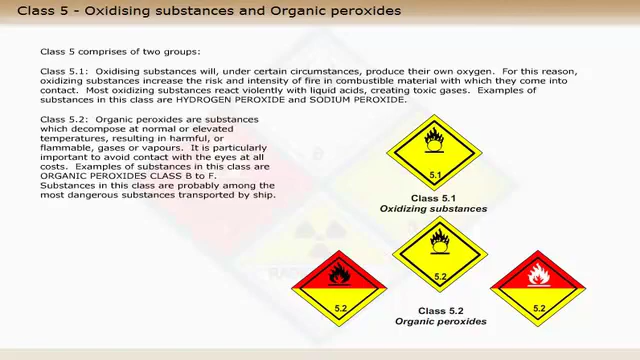 Class 5 - Oxidising substances and Organic peroxides
Class 5 comprises of two groups:
Class 5.1: Oxidising substances will, under certain circumstances, produce their own oxygen. For this reason,
oxidizing substances increase the risk and intensity of fire in combustible material with which they come into
contact. Most oxidizing substances react violently with liquid acids, creating toxic gases. Examples of
substances in this class are HYDROGEN PEROXIDE and SODIUM PEROXIDE.
Class 5.2: Organic peroxides are substances
which decompose at normal or elevated
temperatures, resulting in harmful, or
flammable, gases or vapours. It is particularly
important to avoid contact with the eyes at all
costs. Examples of substances in this class are
ORGANIC PEROXIDES CLASS B to F.
Substances in this class are probably among the
most dangerous substances transported by ship.
5.1
Class 5.1
Oxidizing substances
5.2
5.2
5.2
Class 5.2
Organic peroxides